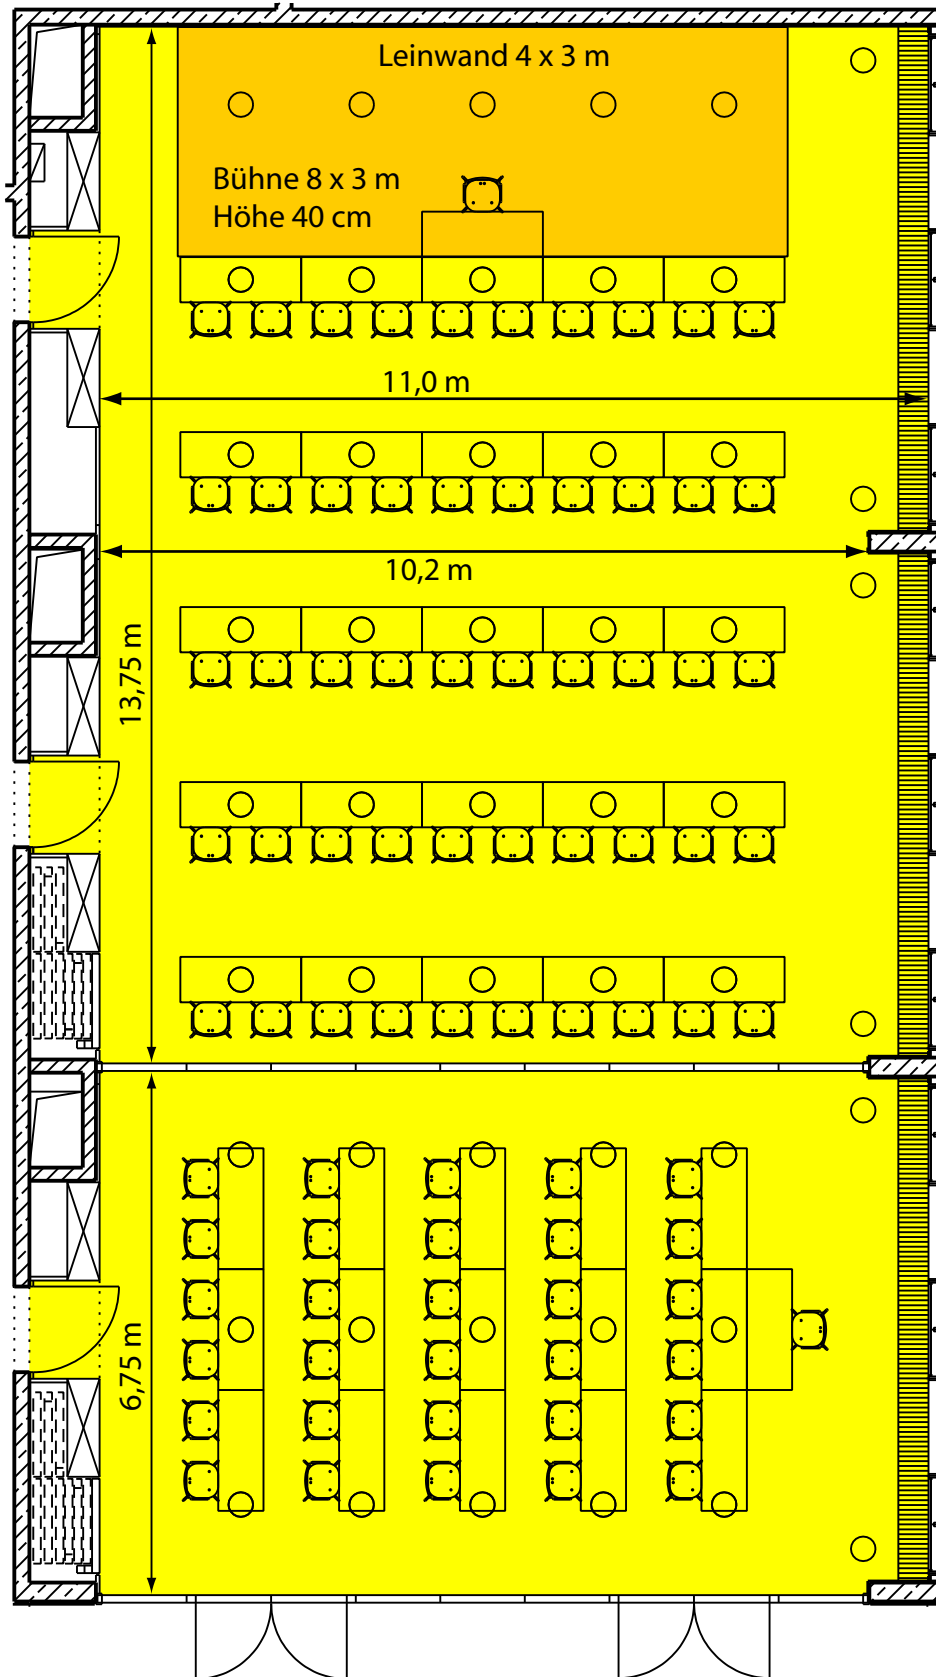 Leinwand 4 x 3 m
Bühne 8 x 3 m
Höhe 40 cm
11,0 m
10,2 m
13,75 m
6,75 m